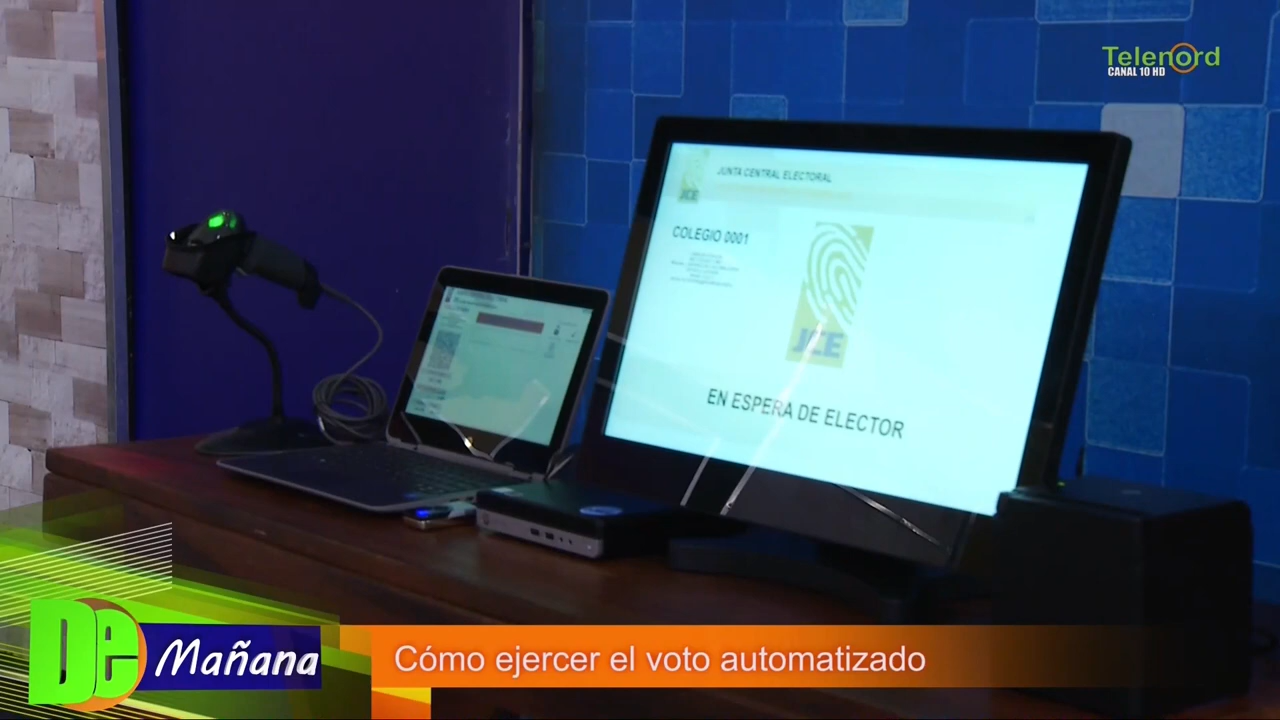 Telenord
CANAL 10 HD
JUNTA CENTRAL ELECTORAL
JCE
COLEGIO 0001
JCE
EN ESPERA DE ELECTOR
De Mañana
Cómo ejercer el voto automatizado